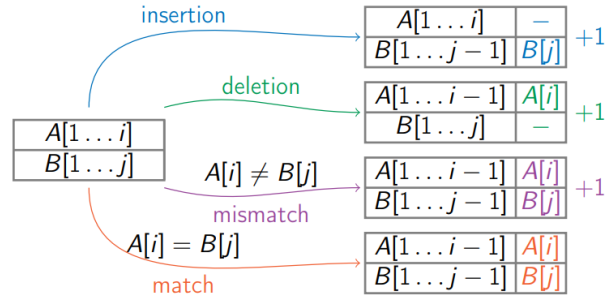 insertion
A[1 . . . i] –
B[1 . . . j − 1] B[j] +1
deletion
A[1 . . . i − 1] A[i]
B[1 . . . j] – +1
A[1 . . . i]
B[1 . . . j]
A[i] ≠ B[j]
mismatch
A[1 . . . i − 1] A[i]
B[1 . . . j − 1] B[j] +1
A[i] = B[j]
match
A[1 . . . i − 1] A[i]
B[1 . . . j − 1] B[j]